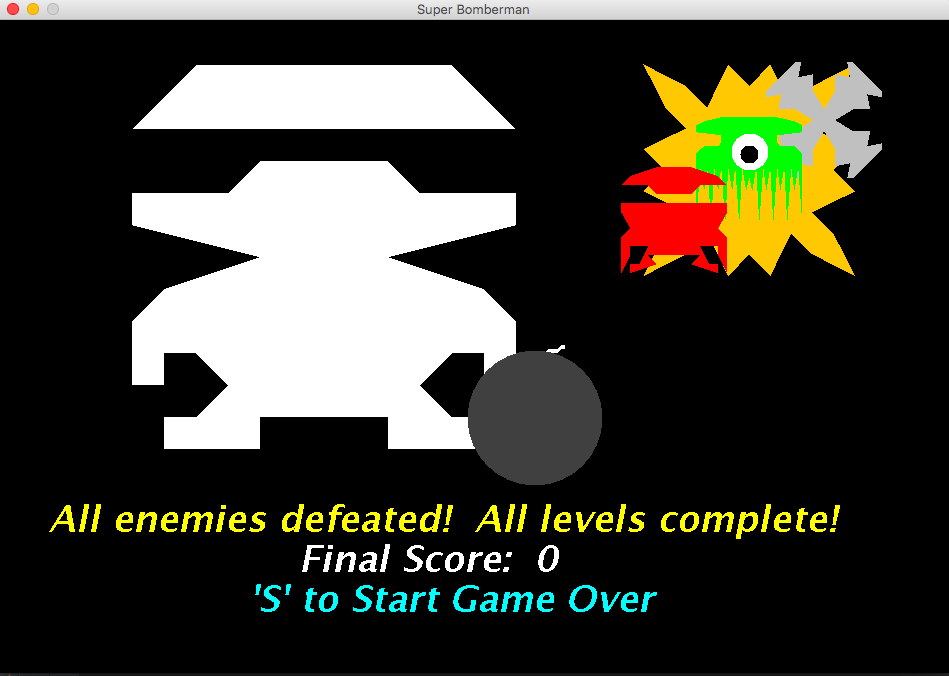 Super Bomberman
All enemies defeated!  All levels complete!
Final Score:  0
'S' to Start Game Over